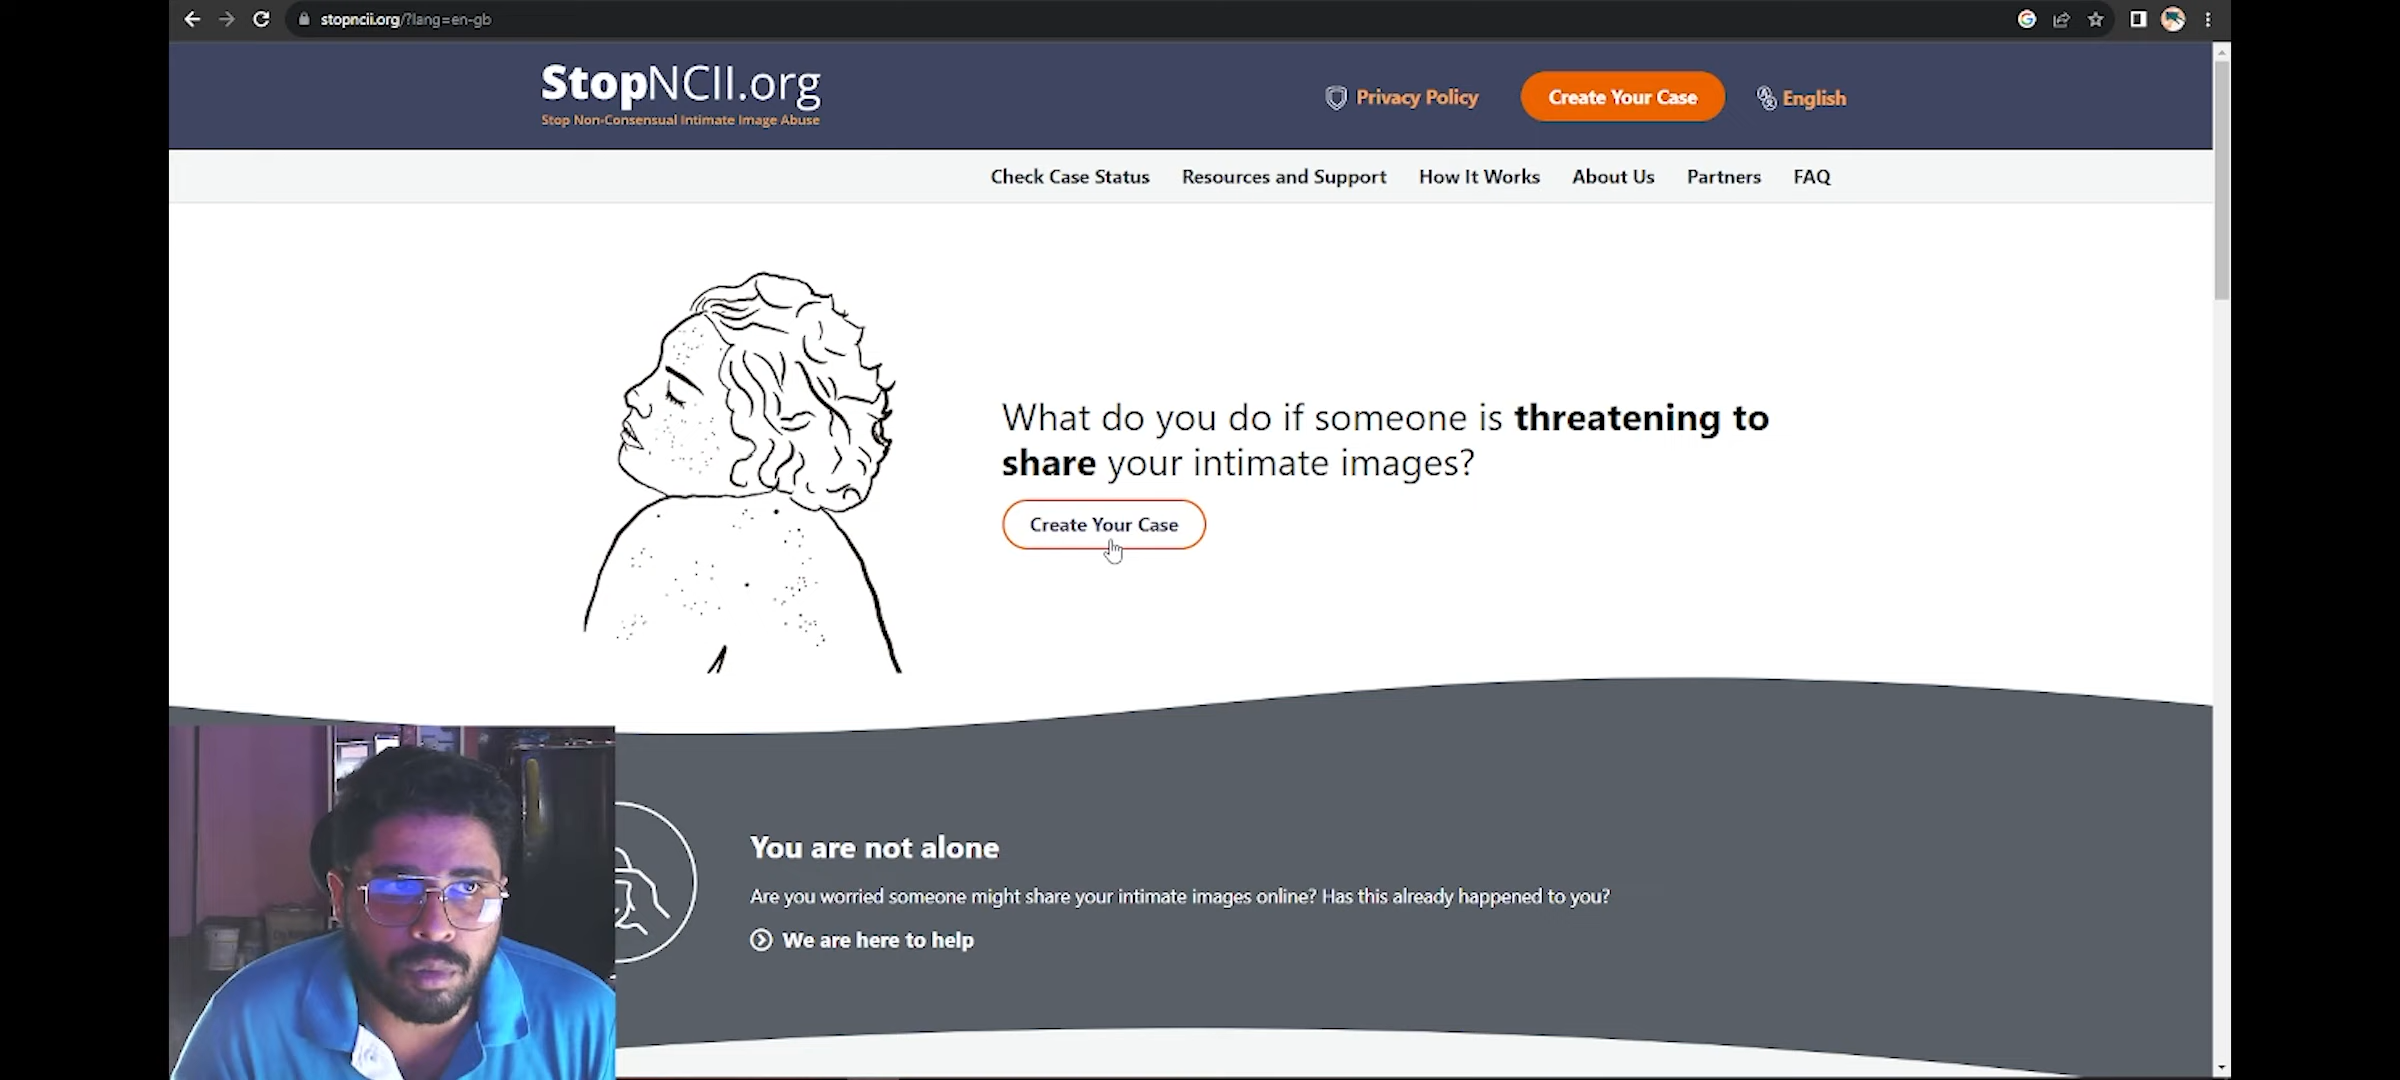 stopncii.org/?lang=en-gb
StopNCII.org
Stop Non-Consensual Intimate Image Abuse
Privacy Policy
Create Your Case
English
Check Case Status
Resources and Support
How It Works
About Us
Partners
FAQ
What do you do if someone is threatening to
share your intimate images?
Create Your Case
You are not alone
Are you worried someone might share your intimate images online? Has this already happened to you?
We are here to help